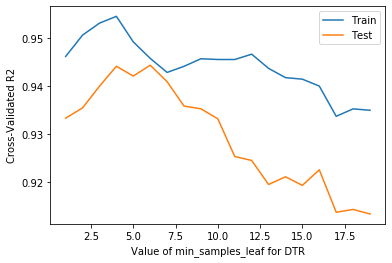 Train
Test
0.95
0.94
0.93
0.92
Cross-Validated R2
2.5 5.0 7.5 10.0 12.5 15.0 17.5
Value of min_samples_leaf for DTR